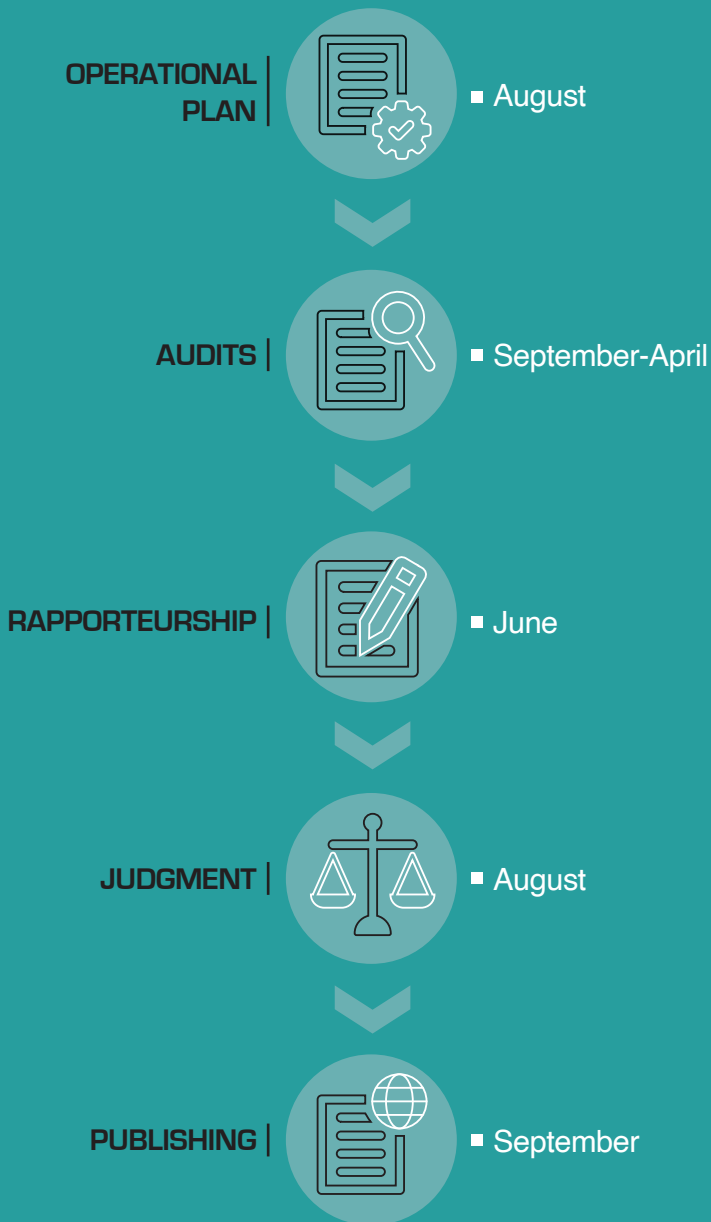 OPERATIONAL
PLAN
August
AUDITS
September-April
RAPPORTEURSHIP
June
JUDGMENT
August
PUBLISHING
September